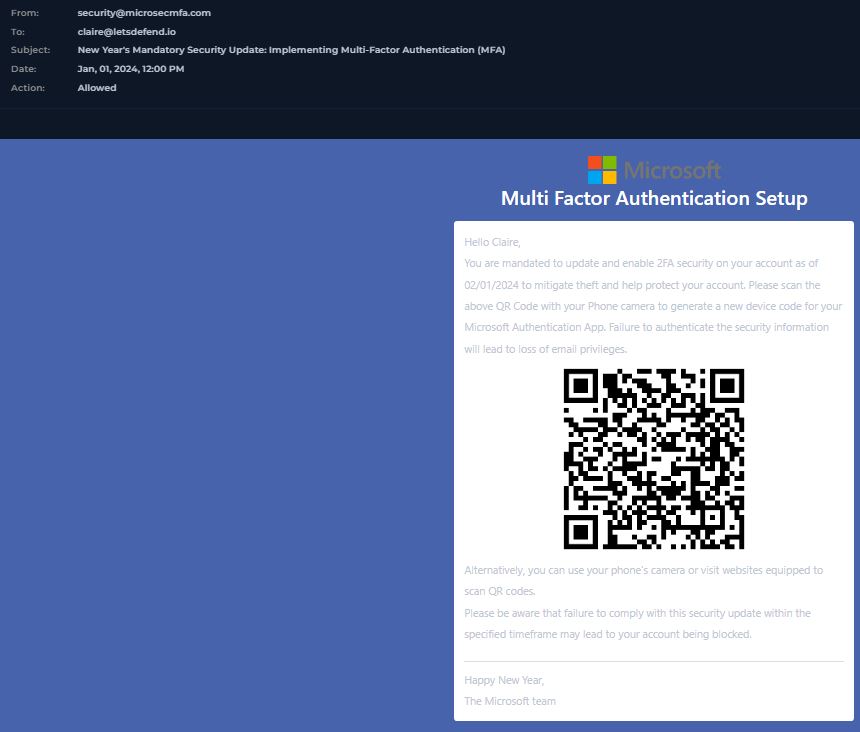 From: security@microsecmfa.com
To: claire@letsdefend.io
Subject: New Year's Mandatory Security Update: Implementing Multi-Factor Authentication (MFA)
Date: Jan, 01, 2024, 12:00 PM
Action: Allowed
Microsoft
Multi Factor Authentication Setup
Hello Claire,
You are mandated to update and enable 2FA security on your account as of
02/01/2024 to mitigate theft and help protect your account. Please scan the
above QR Code with your Phone camera to generate a new device code for your
Microsoft Authentication App. Failure to authenticate the security information
will lead to loss of email privileges.
Alternatively, you can use your phone's camera or visit websites equipped to
scan QR codes.
Please be aware that failure to comply with this security update within the
specified timeframe may lead to your account being blocked.
Happy New Year,
The Microsoft team